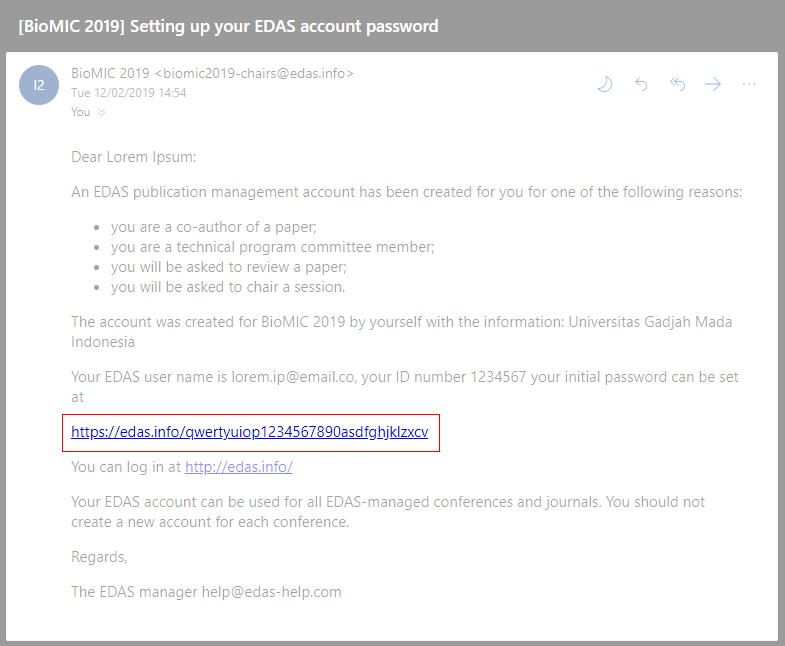 [BioMIC 2019] Setting up your EDAS account password
I2
BioMIC 2019 <biomic2019-chairs@edas.info>
Tue 12/02/2019 14:54
You
Dear Lorem Ipsum:
An EDAS publication management account has been created for you for one of the following reasons:
• you are a co-author of a paper;
• you are a technical program committee member;
• you will be asked to review a paper;
• you will be asked to chair a session.
The account was created for BioMIC 2019 by yourself with the information: Universitas Gadjah Mada
Indonesia
Your EDAS user name is lorem.ip@email.co, your ID number 1234567 your initial password can be set
at
https://edas.info/qwertyuiop1234567890asdfghjklzxcv
You can log in at http://edas.info/
Your EDAS account can be used for all EDAS-managed conferences and journals. You should not
create a new account for each conference.
Regards,
The EDAS manager help@edas-help.com